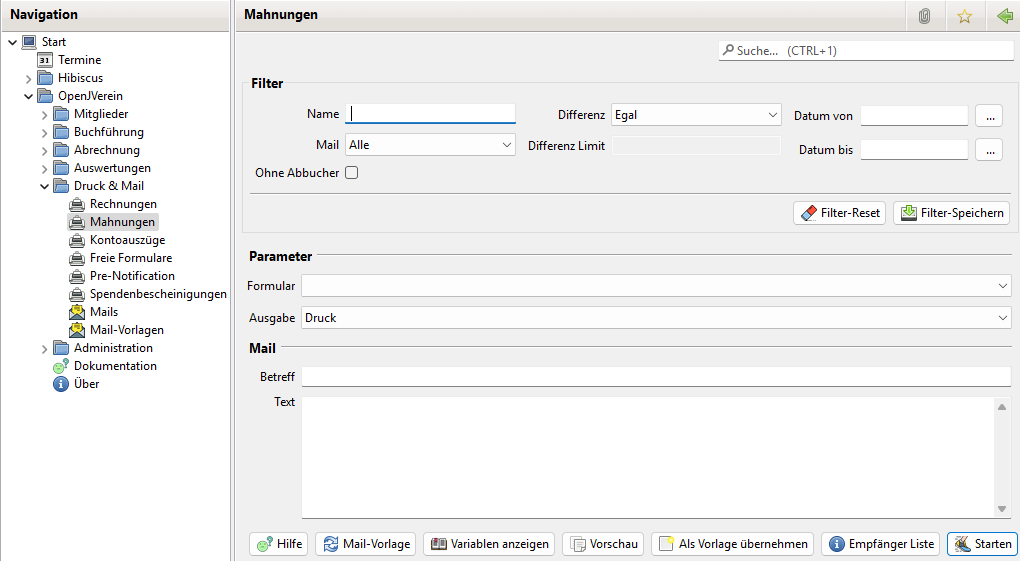 Navigation
Start
31 Termine
Hibiscus
OpenJVerein
Mitglieder
Buchführung
Abrechnung
Auswertungen
Druck & Mail
Rechnungen
Mahnungen
Kontoauszüge
Freie Formulare
Pre-Notification
Spendenbescheinigungen
Mails
Mail-Vorlagen
Administration
Dokumentation
Über
Mahnungen
Suche... (CTRL+1)
Filter
Name Differenz Egal Datum von ...
Mail Alle Differenz Limit Datum bis ...
Ohne Abbucher
Filter-Reset Filter-Speichern
Parameter
Formular
Ausgabe Druck
Mail
Betreff
Text
Hilfe Mail-Vorlage Variablen anzeigen Vorschau Als Vorlage übernehmen Empfänger Liste Starten